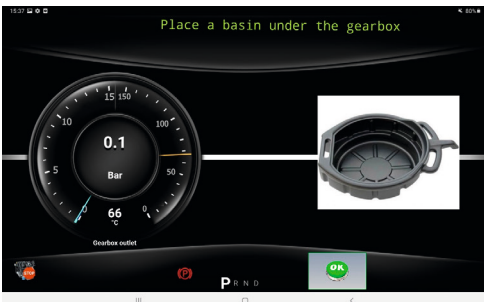 15:37
80%
Place a basin under the gearbox
15 150
10
100
0.1
5
50
Bar
0
0
66
°C
Gearbox outlet
STOP
P
P R N D
OK